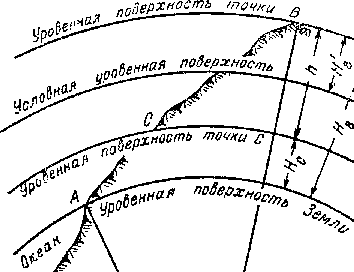 Уровенная поверхность точки В
Условная уровенная поверхность
h
H'в
Hв
С
Уровенная поверхность точки С
Hс
А
Уровенная поверхность Земли
Океан